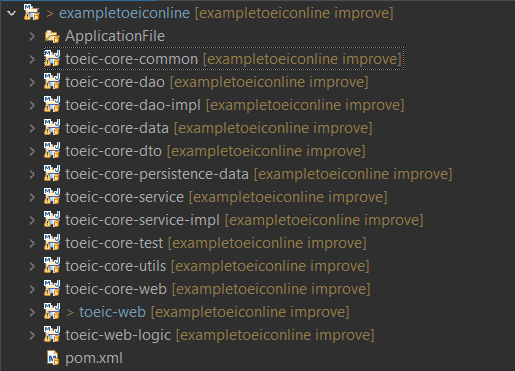 > exampletoeiconline [exampletoeiconline improve]
ApplicationFile
toeic-core-common [exampletoeiconline improve]
toeic-core-dao [exampletoeiconline improve]
toeic-core-dao-impl [exampletoeiconline improve]
toeic-core-data [exampletoeiconline improve]
toeic-core-dto [exampletoeiconline improve]
toeic-core-persistence-data [exampletoeiconline improve]
toeic-core-service [exampletoeiconline improve]
toeic-core-service-impl [exampletoeiconline improve]
toeic-core-test [exampletoeiconline improve]
toeic-core-utils [exampletoeiconline improve]
toeic-core-web [exampletoeiconline improve]
> toeic-web [exampletoeiconline improve]
toeic-web-logic [exampletoeiconline improve]
pom.xml